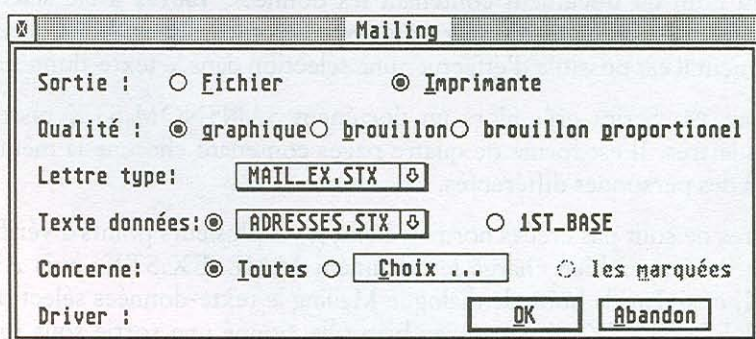 Mailing
Sortie : Fichier Imprimante
Qualité : graphique brouillon brouillon proportionel
Lettre type: MAIL_EX.STX
Texte données: ADRESSES.STX 1ST_BASE
Concerne: Toutes Choix ... les marquées
Driver : OK Abandon